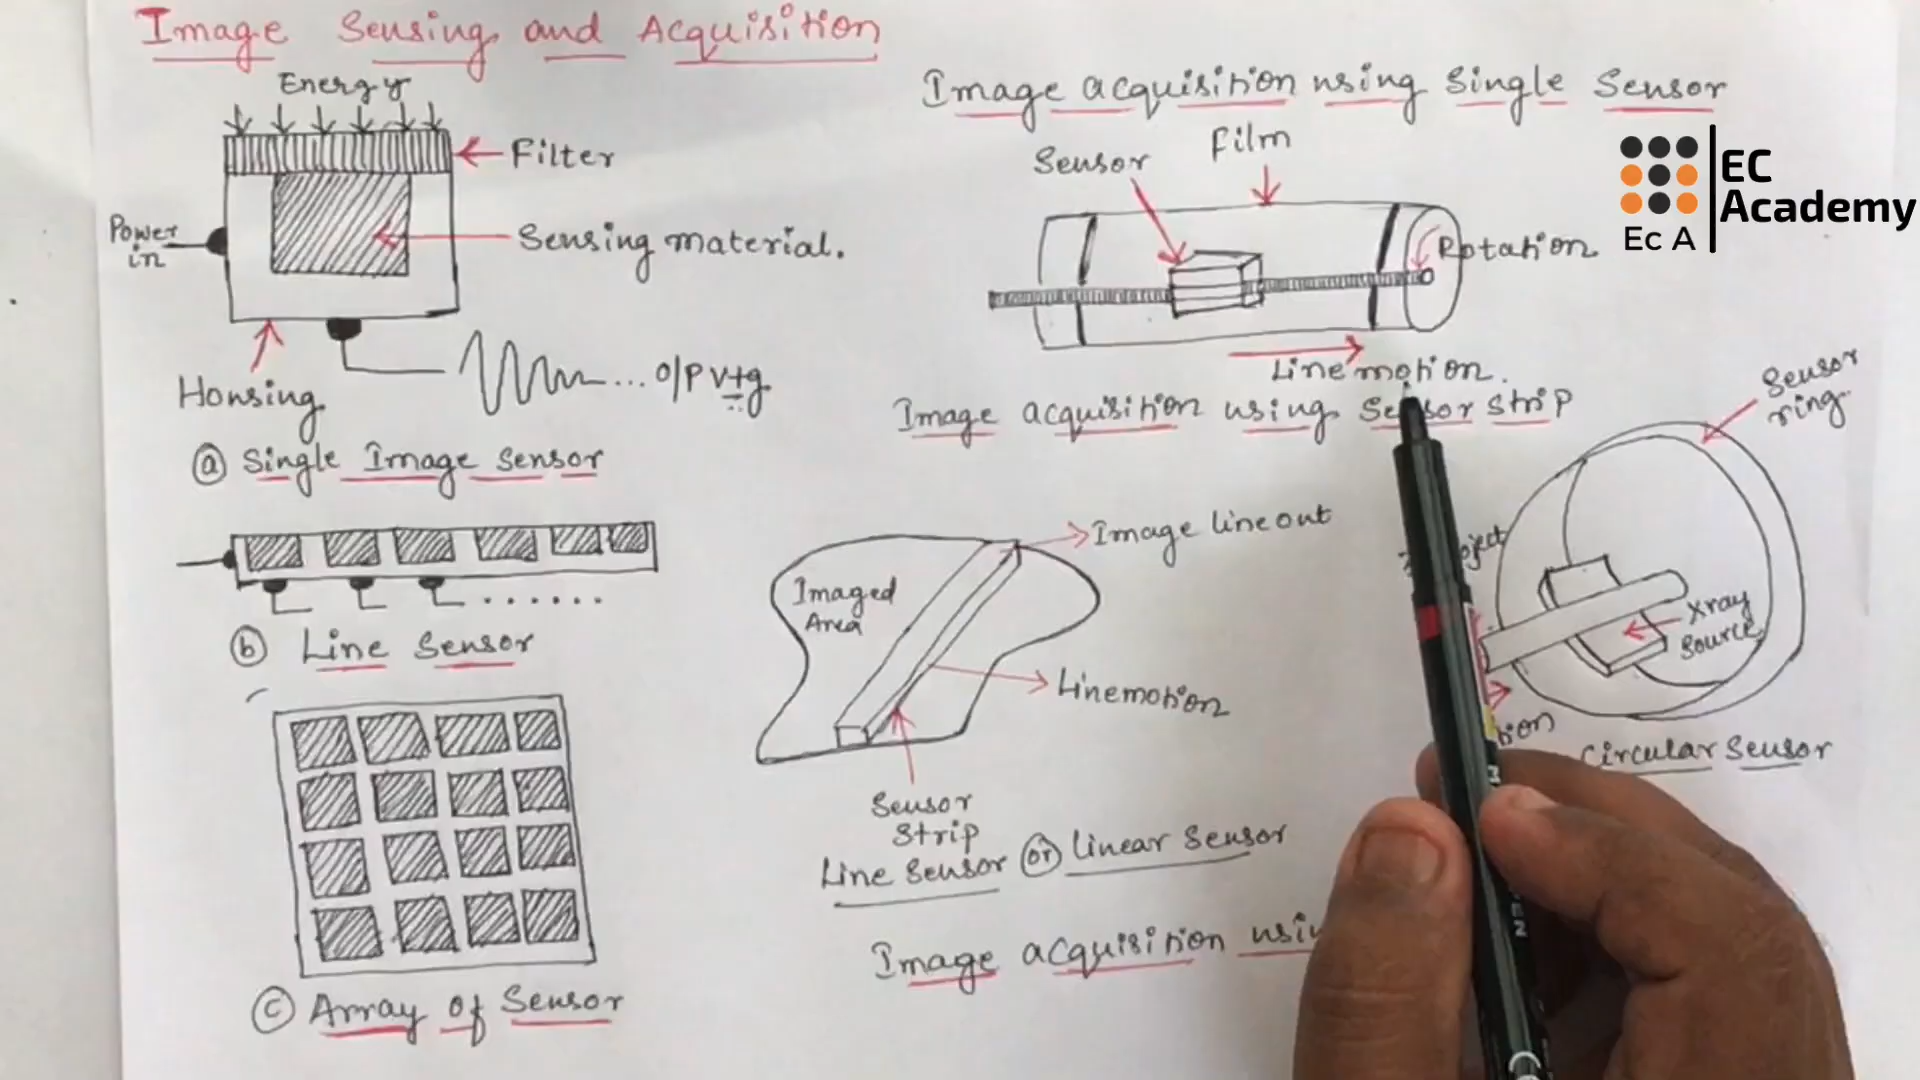 Image Sensing and Acquisition
Energy
Filter
Power
in
Sensing material.
Housing
... O/P Vtg
ⓐ Single Image Sensor
ⓑ Line Sensor
ⓒ Array of Sensor
Image acquisition using Single Sensor
Sensor
Film
Rotation
Line motion.
Image acquisition using Sensor Strip
Image line out
Imaged
Area
Linemotion
Sensor
Strip
Line Sensor or Linear Sensor
Sensor
ring
Xray
Source
Circular Sensor
Image acquisition
EC
Academy
Ec A